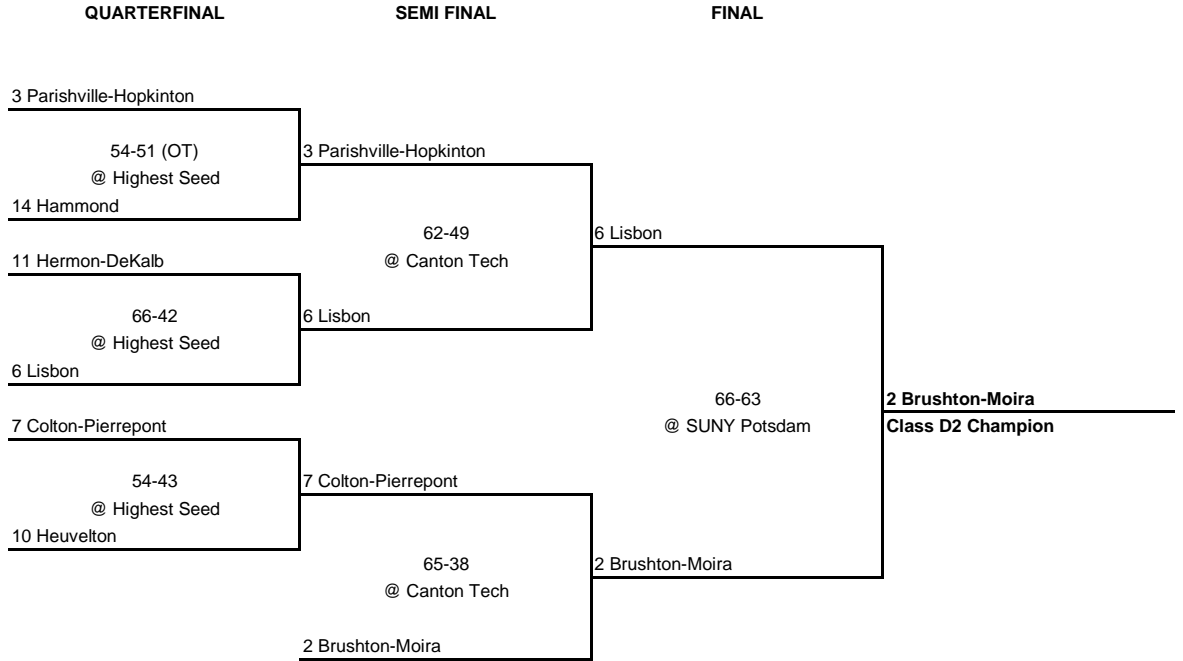 QUARTERFINAL SEMI FINAL FINAL
3 Parishville-Hopkinton
54-51 (OT) 3 Parishville-Hopkinton
@ Highest Seed
14 Hammond
62-49 6 Lisbon
11 Hermon-DeKalb @ Canton Tech
66-42 6 Lisbon
@ Highest Seed
6 Lisbon
66-63 2 Brushton-Moira
7 Colton-Pierrepont @ SUNY Potsdam Class D2 Champion
54-43 7 Colton-Pierrepont
@ Highest Seed
10 Heuvelton
65-38 2 Brushton-Moira
@ Canton Tech
2 Brushton-Moira